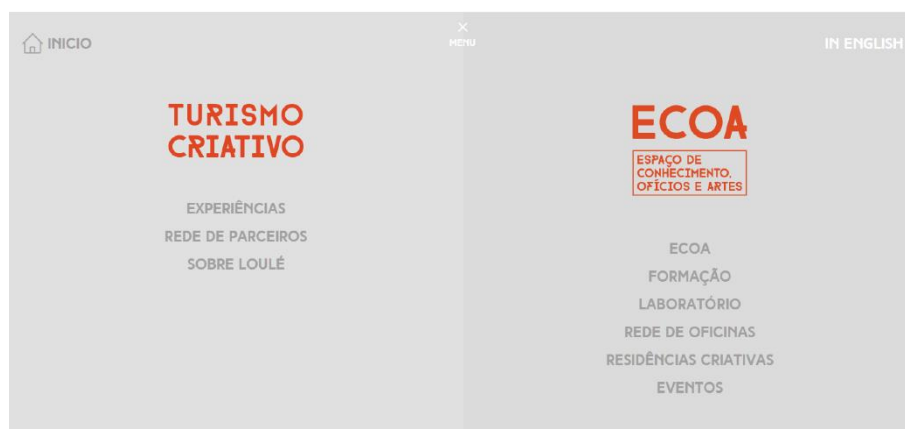 INICIO
×
MENU
IN ENGLISH
TURISMO
CRIATIVO
EXPERIÊNCIAS
REDE DE PARCEIROS
SOBRE LOULÉ
ECOA
ESPAÇO DE
CONHECIMENTO,
OFÍCIOS E ARTES
ECOA
FORMAÇÃO
LABORATÓRIO
REDE DE OFICINAS
RESIDÊNCIAS CRIATIVAS
EVENTOS